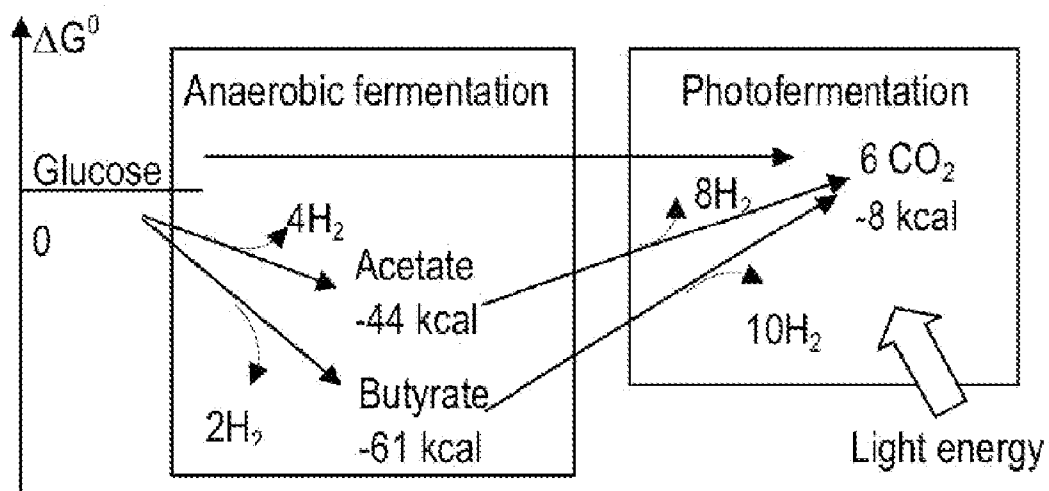 ΔG⁰
Anaerobic fermentation
Photofermentation
Glucose
0
4H₂
Acetate
-44 kcal
2H₂
Butyrate
-61 kcal
8H₂
6 CO₂
-8 kcal
10H₂
Light energy